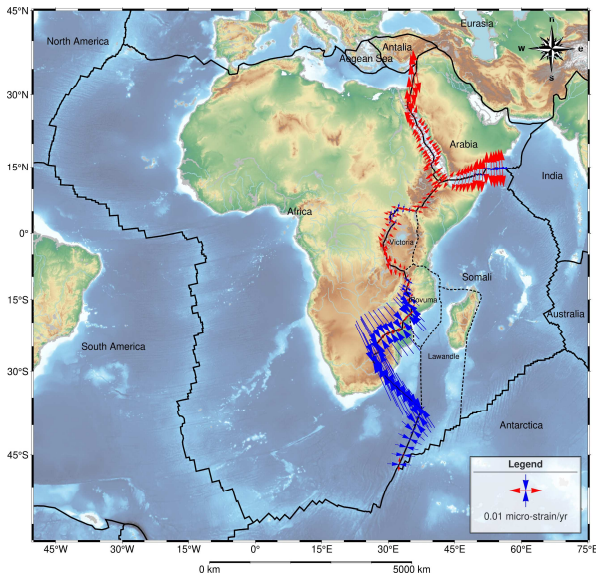 45°N
30°N
15°N
0°
15°S
30°S
45°S
North America
Eurasia
n
w
e
s
Antalia
Aegean Sea
Arabia
India
Africa
Victoria
Somali
Rovuma
Australia
South America
Lawandle
Antarctica
Legend
0.01 micro-strain/yr
45°W
30°W
15°W
0°
15°E
30°E
45°E
60°E
75°E
0 km
5000 km